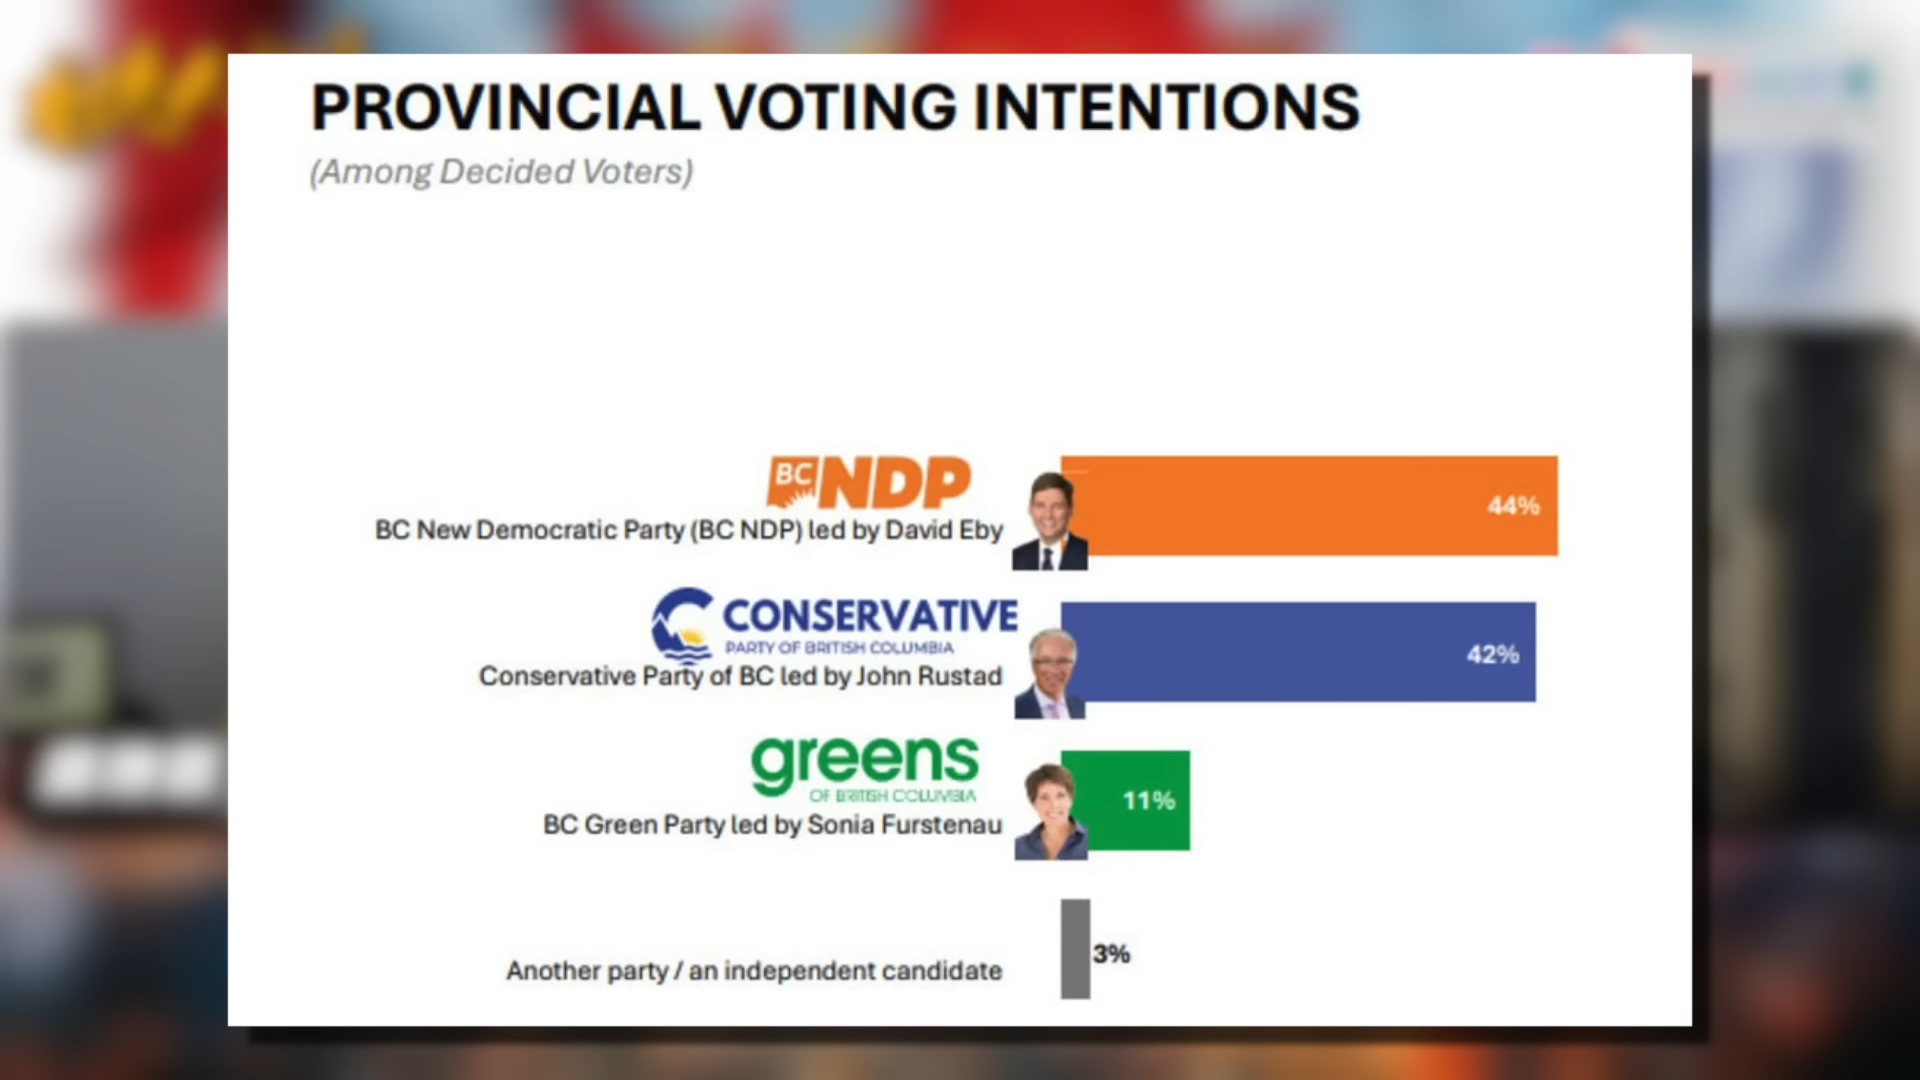 PROVINCIAL VOTING INTENTIONS
(Among Decided Voters)
BC NDP
BC New Democratic Party (BC NDP) led by David Eby
44%
CONSERVATIVE
PARTY OF BRITISH COLUMBIA
Conservative Party of BC led by John Rustad
42%
greens
OF BRITISH COLUMBIA
BC Green Party led by Sonia Furstenau
11%
Another party / an independent candidate
3%